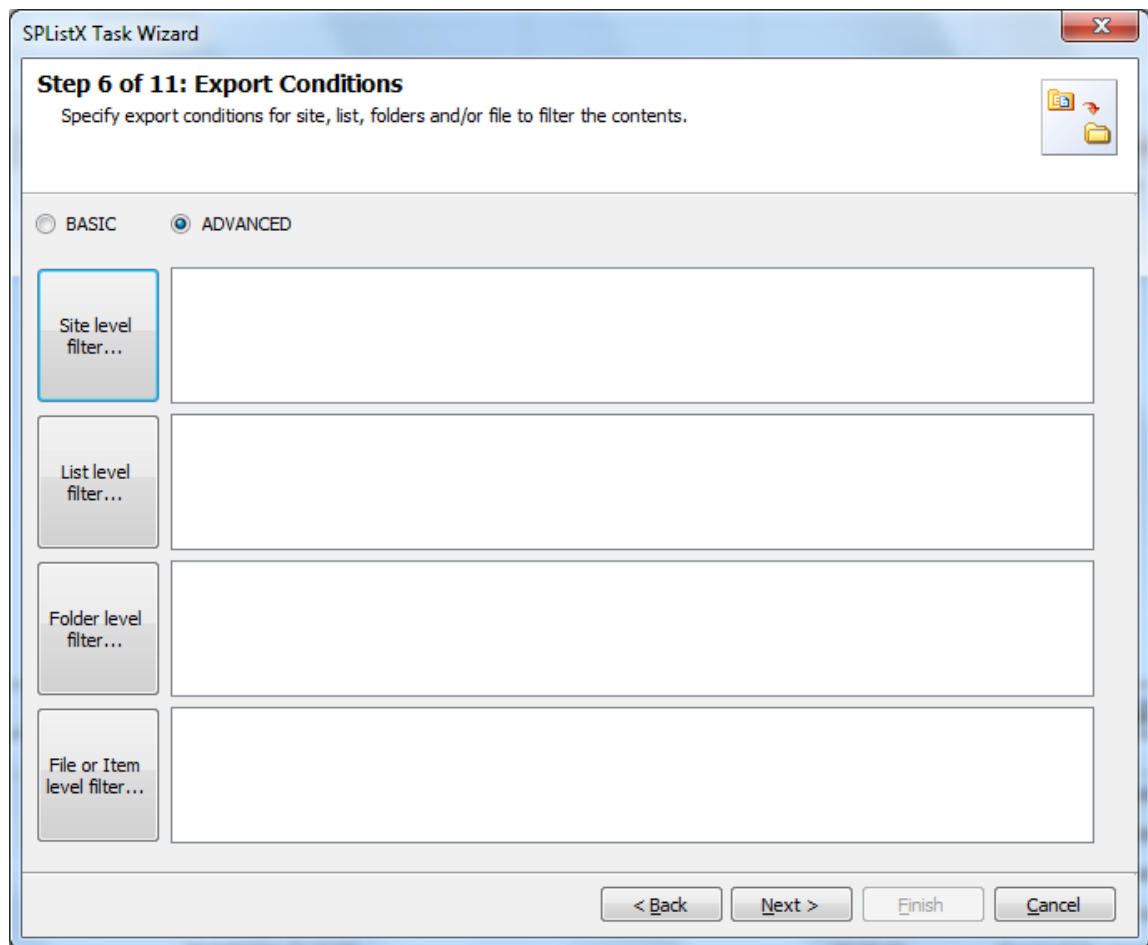 SPListX Task Wizard
Step 6 of 11: Export Conditions
Specify export conditions for site, list, folders and/or file to filter the contents.
BASIC
ADVANCED
Site level
filter...
List level
filter...
Folder level
filter...
File or Item
level filter...
< Back
Next >
Finish
Cancel